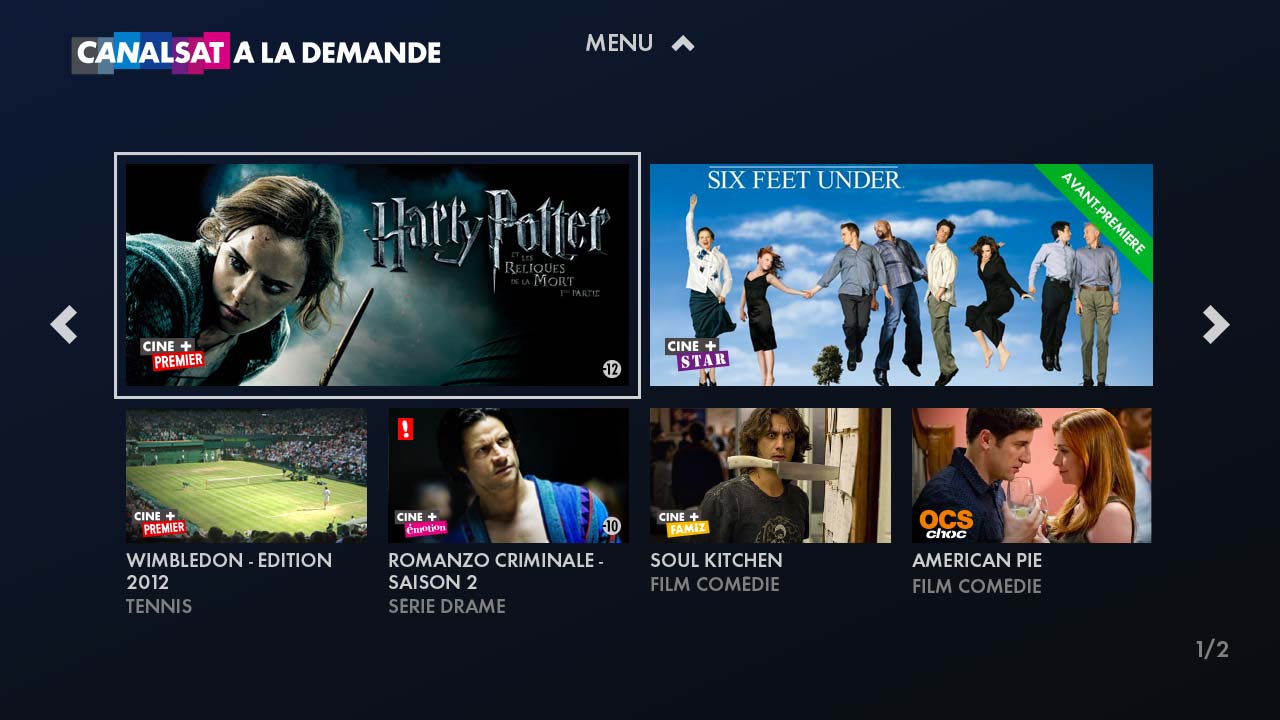 CANALSAT A LA DEMANDE
MENU
Harry Potter
ET LES
RELIQUES
DE LA MORT
1ÈRE PARTIE
CINE +
PREMIER
-12
SIX FEET UNDER
AVANT-PREMIERE
CINE +
STAR
CINE +
PREMIER
WIMBLEDON - EDITION
2012
TENNIS
!
CINE +
émotion
-10
ROMANZO CRIMINALE -
SAISON 2
SERIE DRAME
CINE +
FAMIZ
SOUL KITCHEN
FILM COMEDIE
OCS
choc
AMERICAN PIE
FILM COMEDIE
1/2